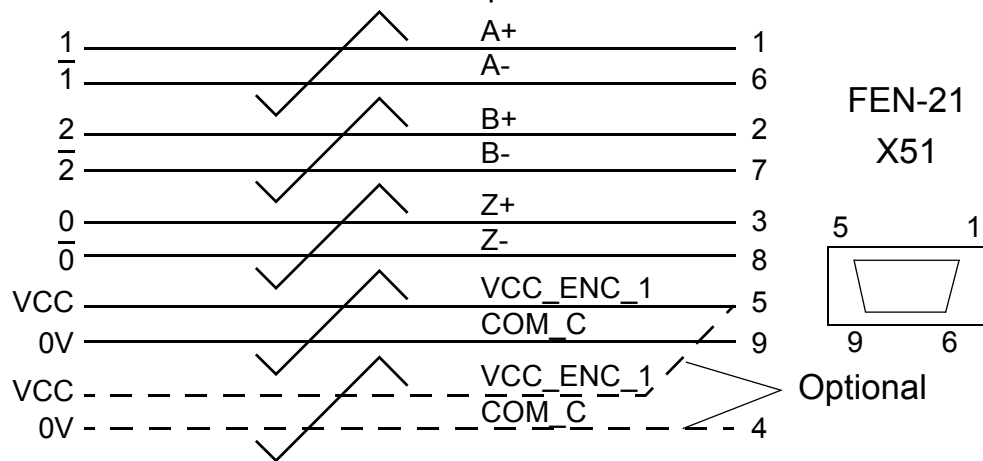 1 A+ 1
1̅ A- 6
2 B+ 2
2̅ B- 7
0 Z+ 3
0̅ Z- 8
VCC VCC_ENC_1 5
0V COM_C 9
VCC VCC_ENC_1
0V COM_C 4
Optional
FEN-21
X51
5 1
9 6